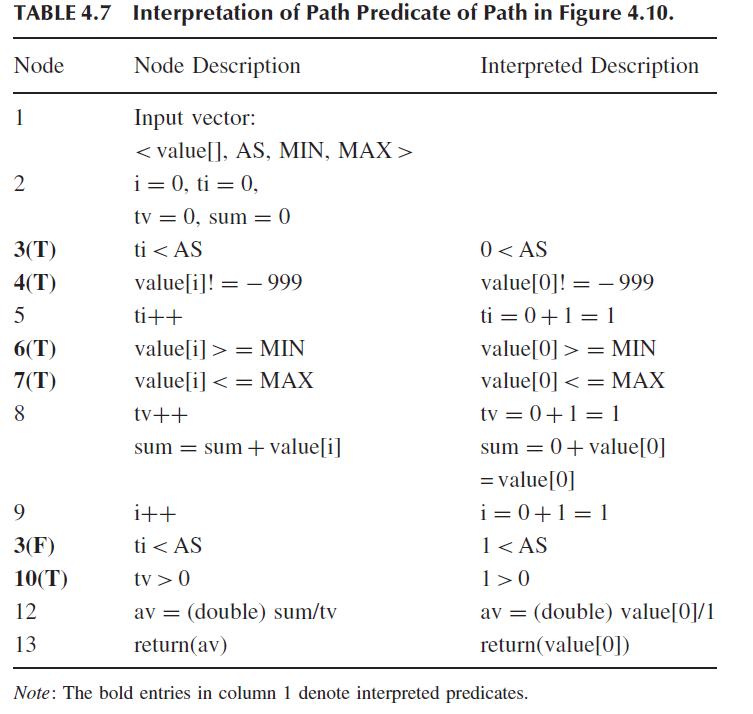 TABLE 4.7 Interpretation of Path Predicate of Path in Figure 4.10.
Node Node Description Interpreted Description
1 Input vector:
< value[], AS, MIN, MAX >
2 i = 0, ti = 0,
tv = 0, sum = 0
3(T) ti < AS 0 < AS
4(T) value[i]! = − 999 value[0]! = − 999
5 ti++ ti = 0 + 1 = 1
6(T) value[i] > = MIN value[0] > = MIN
7(T) value[i] < = MAX value[0] < = MAX
8 tv++ tv = 0 + 1 = 1
sum = sum + value[i] sum = 0 + value[0]
= value[0]
9 i++ i = 0 + 1 = 1
3(F) ti < AS 1 < AS
10(T) tv > 0 1 > 0
12 av = (double) sum/tv av = (double) value[0]/1
13 return(av) return(value[0])
Note: The bold entries in column 1 denote interpreted predicates.